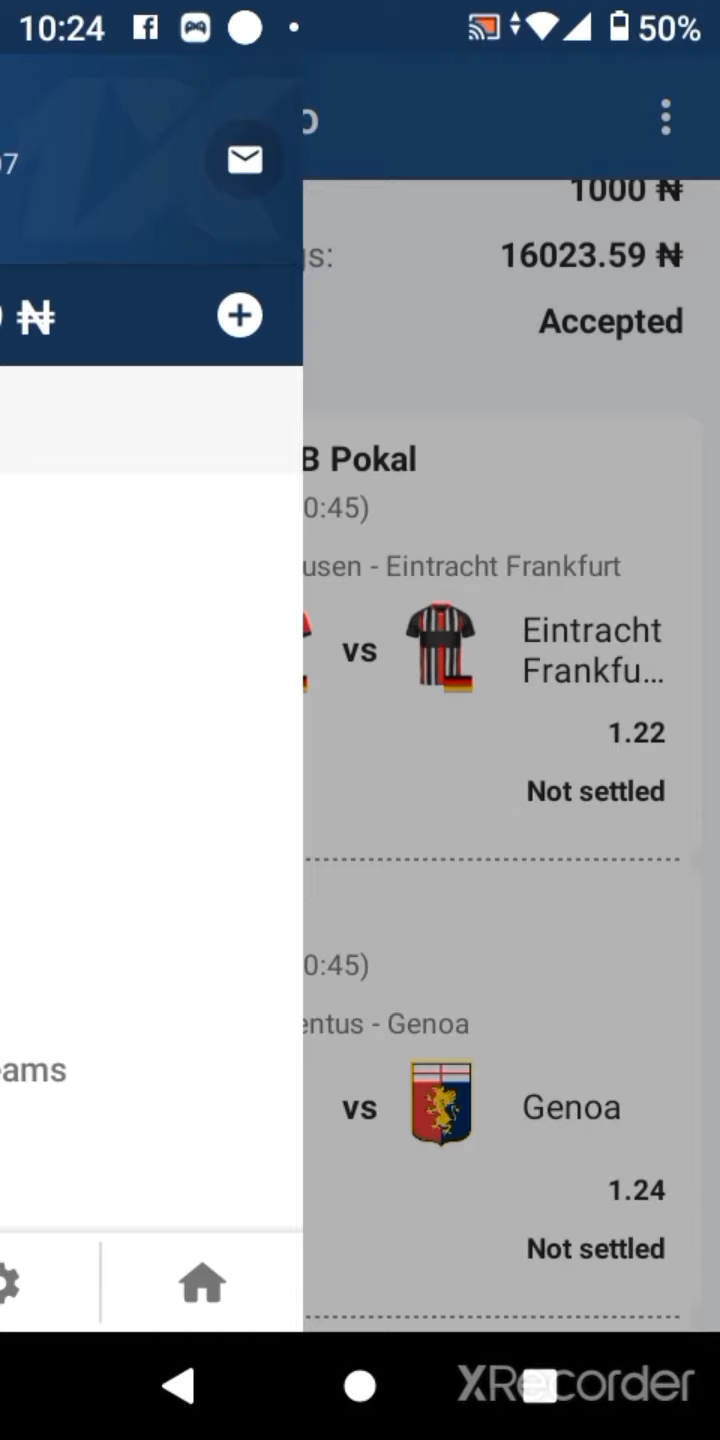 10:24
50%
1000 ₦
16023.59 ₦
Accepted
₦
B Pokal
0:45)
usen - Eintracht Frankfurt
vs
Eintracht
Frankfu...
1.22
Not settled
0:45)
entus - Genoa
eams
vs
Genoa
1.24
Not settled
XRecorder